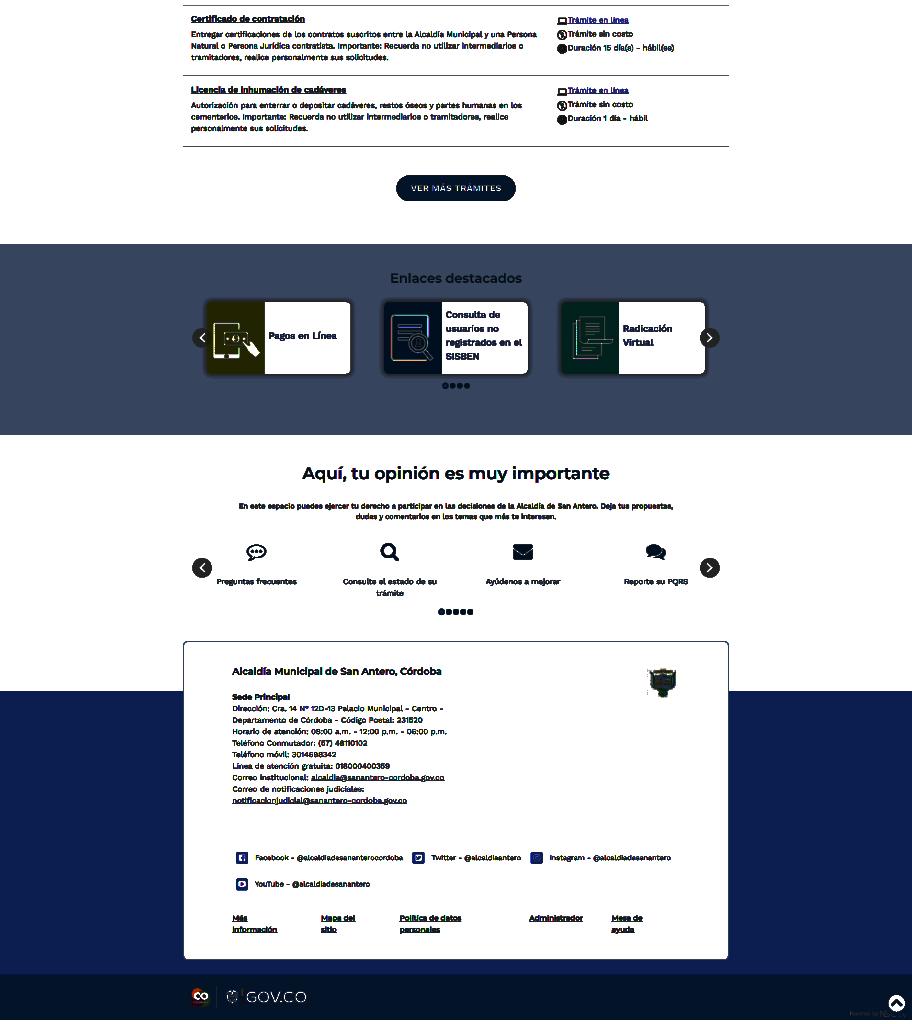 Certificado de contratación
Trámite en línea
Entregar certificaciones de los contratos suscritos entre la Alcaldía Municipal y una Persona
Trámite sin costo
Natural o Persona Jurídica contratista. Importante: Recuerda no utilizar intermediarios o
Duración 15 día(s) - hábil(es)
tramitadores, realice personalmente sus solicitudes.
Licencia de inhumación de cadáveres
Trámite en línea
Autorización para enterrar o depositar cadáveres, restos óseos y partes humanas en los
Trámite sin costo
cementerios. Importante: Recuerda no utilizar intermediarios o tramitadores, realice
Duración 1 día - hábil
personalmente sus solicitudes.
VER MÁS TRÁMITES
Enlaces destacados
Pagos en Línea
Consulta de
usuarios no
registrados en el
SISBEN
Radicación
Virtual
Aquí, tu opinión es muy importante
En este espacio puedes ejercer tu derecho a participar en las decisiones de la Alcaldía de San Antero. Deja tus propuestas,
dudas y comentarios en los temas que más te interesen.
Preguntas frecuentes
Consulte el estado de su
trámite
Ayúdenos a mejorar
Reporte su PQRS
Alcaldía Municipal de San Antero, Córdoba
Sede Principal
Dirección: Cra. 14 N° 12D-13 Palacio Municipal - Centro -
Departamento de Córdoba - Código Postal: 231520
Horario de atención: 08:00 a.m. - 12:00 p.m. - 06:00 p.m.
Teléfono Conmutador: (57) 48110102
Teléfono móvil: 3014698342
Línea de atención gratuita: 018000400359
Correo institucional: alcaldia@sanantero-cordoba.gov.co
Correo de notificaciones judiciales:
notificacionjudicial@sanantero-cordoba.gov.co
Facebook - @alcaldiadesananterocordoba
Twitter - @alcaldiaantero
Instagram - @alcaldiadesanantero
YouTube - @alcaldiadesanantero
Más
información
Mapa del
sitio
Política de datos
personales
Administrador
Mesa de
ayuda
CO
GOV.CO